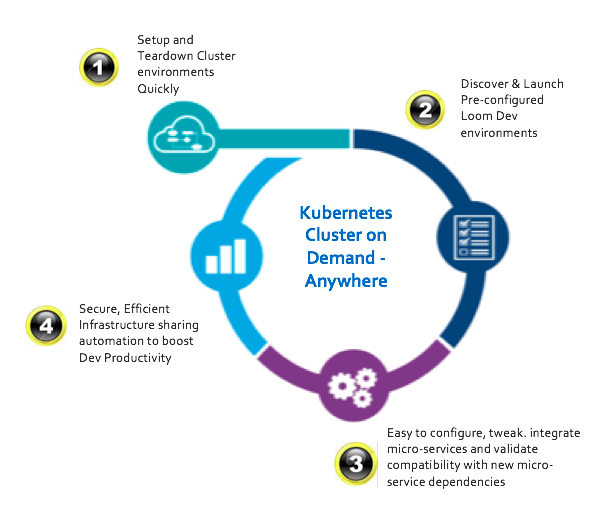 1
Setup and
Teardown Cluster
environments
Quickly
2
Discover & Launch
Pre-configured
Loom Dev
environments
Kubernetes
Cluster on
Demand -
Anywhere
4
Secure, Efficient
Infrastructure sharing
automation to boost
Dev Productivity
3
Easy to configure, tweak. integrate
micro-services and validate
compatibility with new micro-
service dependencies